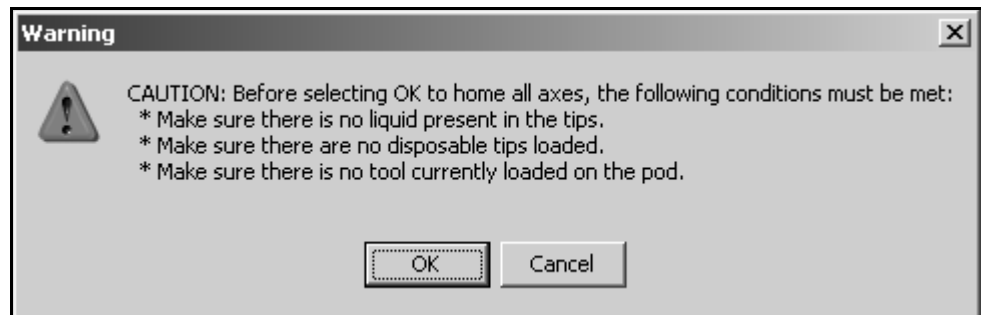 Warning
CAUTION: Before selecting OK to home all axes, the following conditions must be met:
* Make sure there is no liquid present in the tips.
* Make sure there are no disposable tips loaded.
* Make sure there is no tool currently loaded on the pod.
OK Cancel